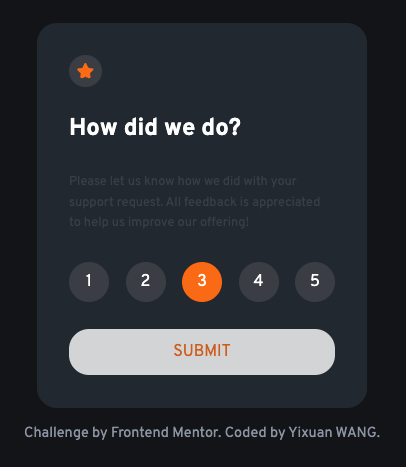 How did we do?
Please let us know how we did with your
support request. All feedback is appreciated
to help us improve our offering!
1 2 3 4 5
SUBMIT
Challenge by Frontend Mentor. Coded by Yixuan WANG.